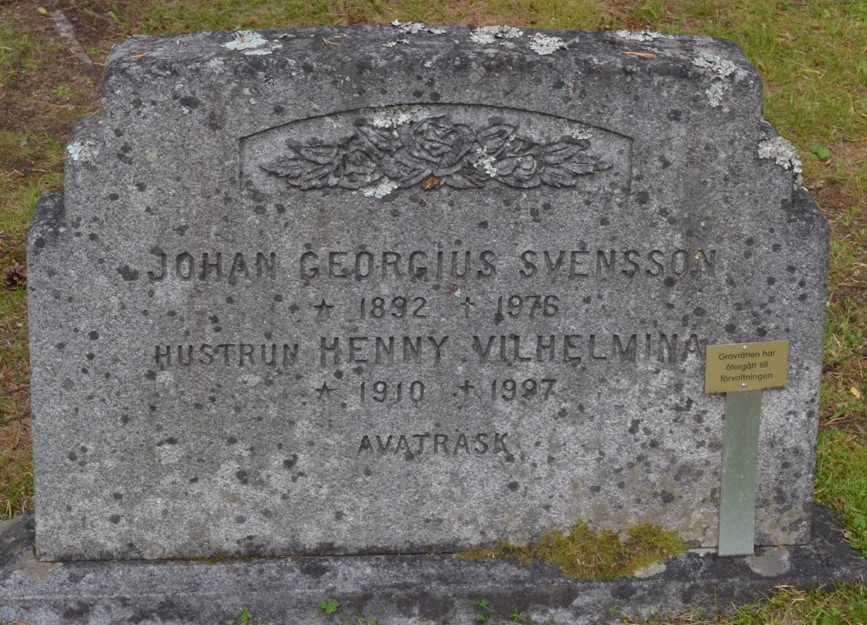 JOHAN GEORGIUS SVENSSON
* 1892 † 1976
HUSTRUN HENNY VILHELMINA
* 1910 † 1997
AVATRÄSK
Gravrätten har
återgått till
förvaltningen